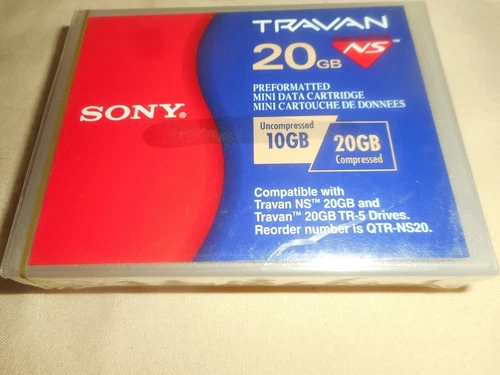 TRAVAN
20GB NS™
PREFORMATTED
MINI DATA CARTRIDGE
MINI CARTOUCHE DE DONNEES
SONY®
Uncompressed
10GB
20GB
Compressed
Compatible with
Travan NS™ 20GB and
Travan™ 20GB TR-5 Drives.
Reorder number is QTR-NS20.